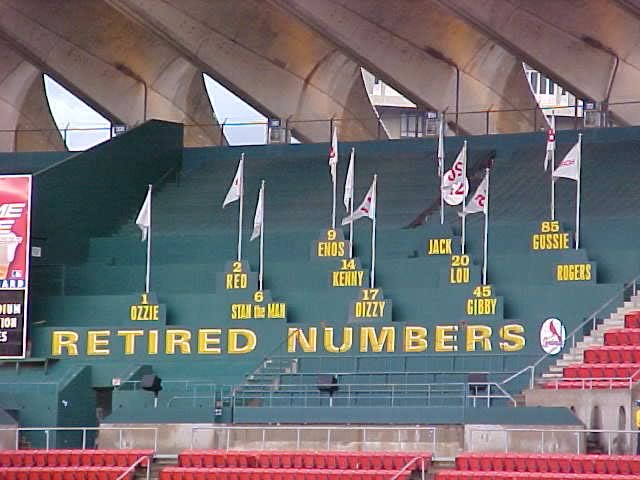 85
GUSSIE
9
ENOS
JACK
2
RED
14
KENNY
20
LOU
ROGERS
1
OZZIE
6
STAN the MAN
17
DIZZY
45
GIBBY
RETIRED NUMBERS